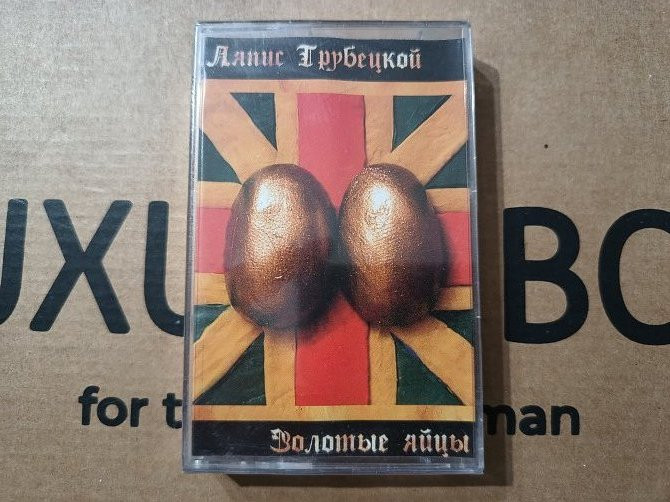 Ляпис Трубецкой
UXU BO
for t man
Золотые яйцы